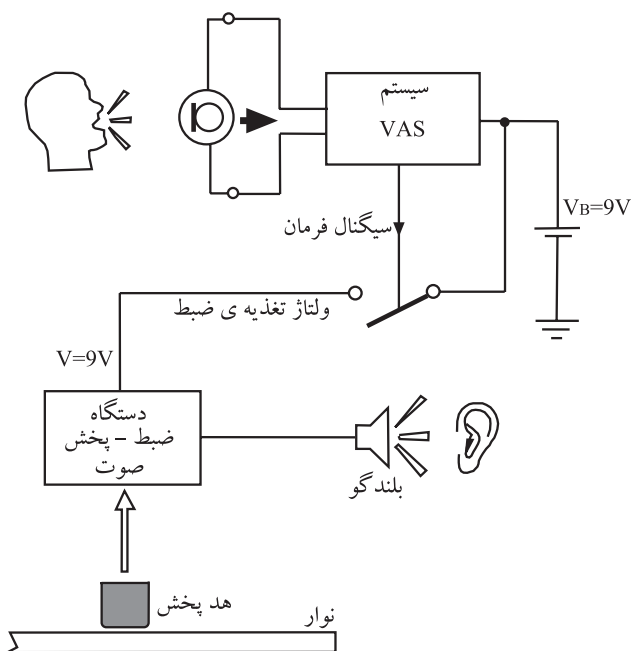 سیستم
VAS
VB=9V
سیگنال فرمان
ولتاژ تغذیه ی ضبط
V=9V
دستگاه
ضبط – پخش
صوت
بلندگو
هد پخش
نوار